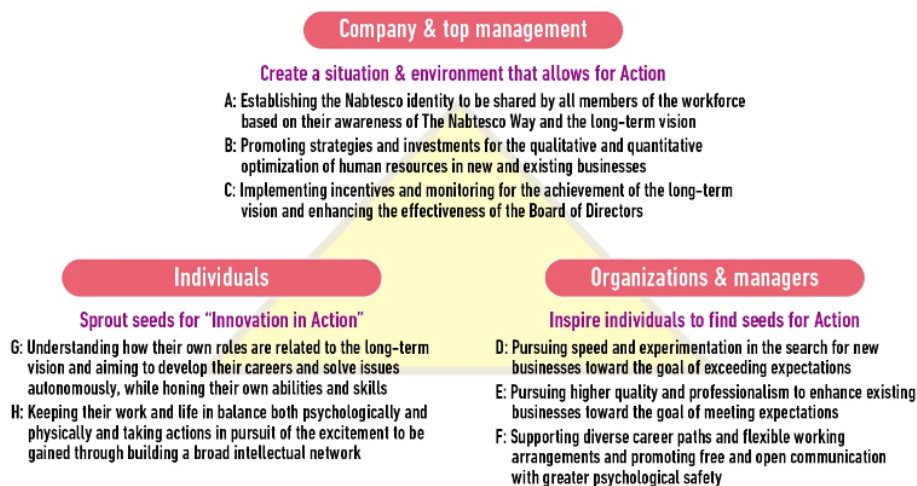 Company & top management
Create a situation & environment that allows for Action
A: Establishing the Nabtesco identity to be shared by all members of the workforce
based on their awareness of The Nabtesco Way and the long-term vision
B: Promoting strategies and investments for the qualitative and quantitative
optimization of human resources in new and existing businesses
C: Implementing incentives and monitoring for the achievement of the long-term
vision and enhancing the effectiveness of the Board of Directors
Individuals
Sprout seeds for “Innovation in Action”
G: Understanding how their own roles are related to the long-term
vision and aiming to develop their careers and solve issues
autonomously, while honing their own abilities and skills
H: Keeping their work and life in balance both psychologically and
physically and taking actions in pursuit of the excitement to be
gained through building a broad intellectual network
Organizations & managers
Inspire individuals to find seeds for Action
D: Pursuing speed and experimentation in the search for new
businesses toward the goal of exceeding expectations
E: Pursuing higher quality and professionalism to enhance existing
businesses toward the goal of meeting expectations
F: Supporting diverse career paths and flexible working
arrangements and promoting free and open communication
with greater psychological safety